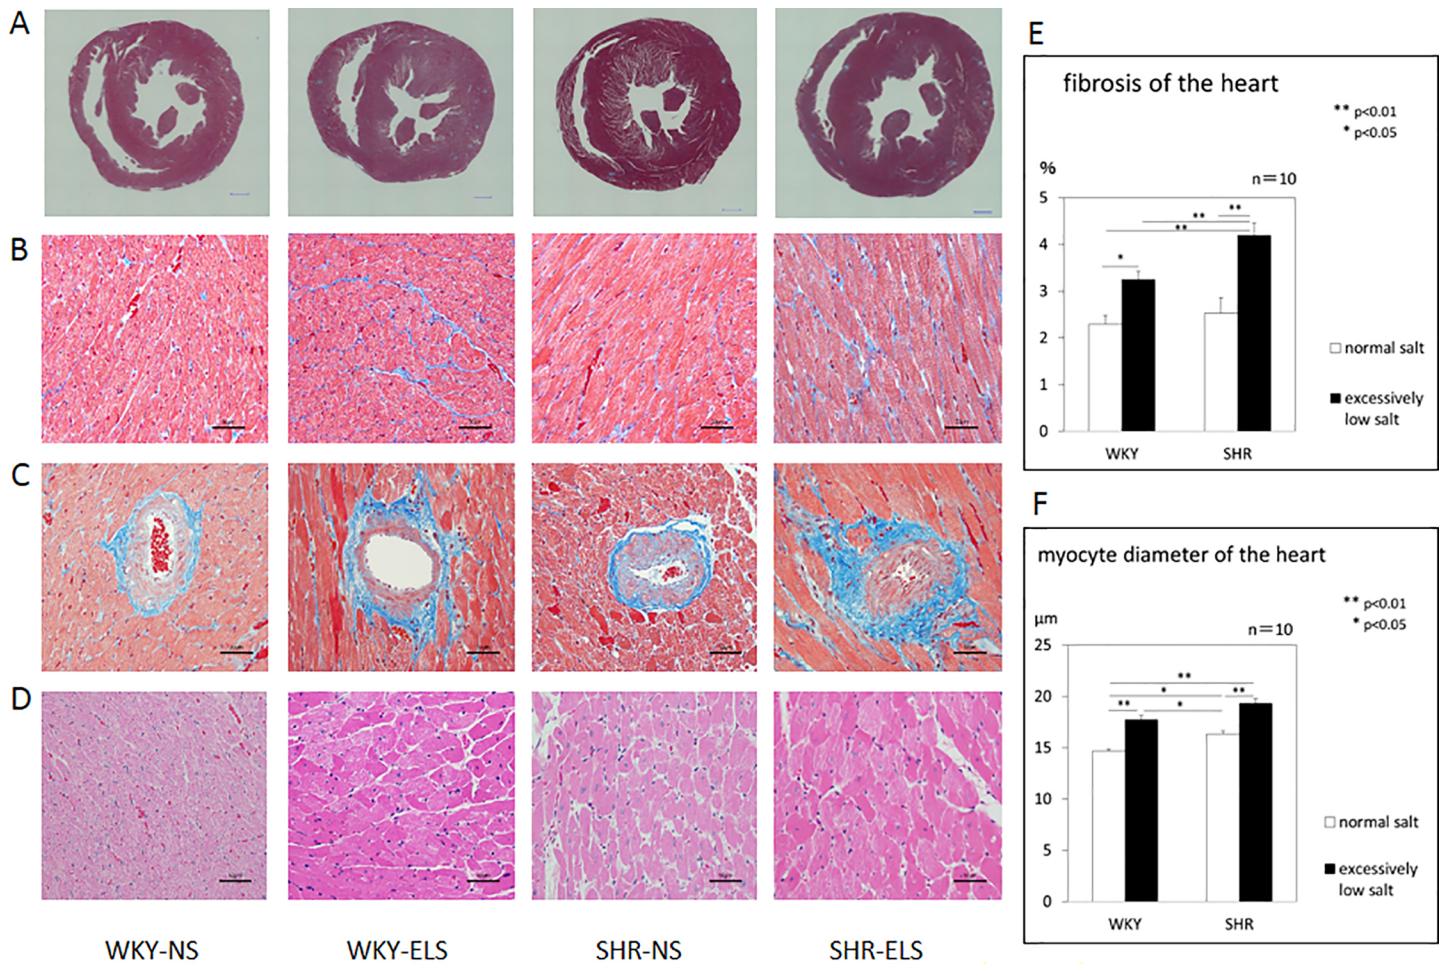 A
B
C
D
WKY-NS
WKY-ELS
SHR-NS
SHR-ELS
E
fibrosis of the heart
** p<0.01
* p<0.05
%
n=10
5
4
3
2
1
0
**
**
**
*
WKY
SHR
normal salt
excessively
low salt
F
myocyte diameter of the heart
** p<0.01
* p<0.05
μm
n=10
25
20
15
10
5
0
**
*
**
**
*
WKY
SHR
normal salt
excessively
low salt